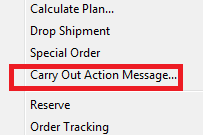 Calculate Plan...
Drop Shipment
Special Order
Carry Out Action Message...
Reserve
Order Tracking